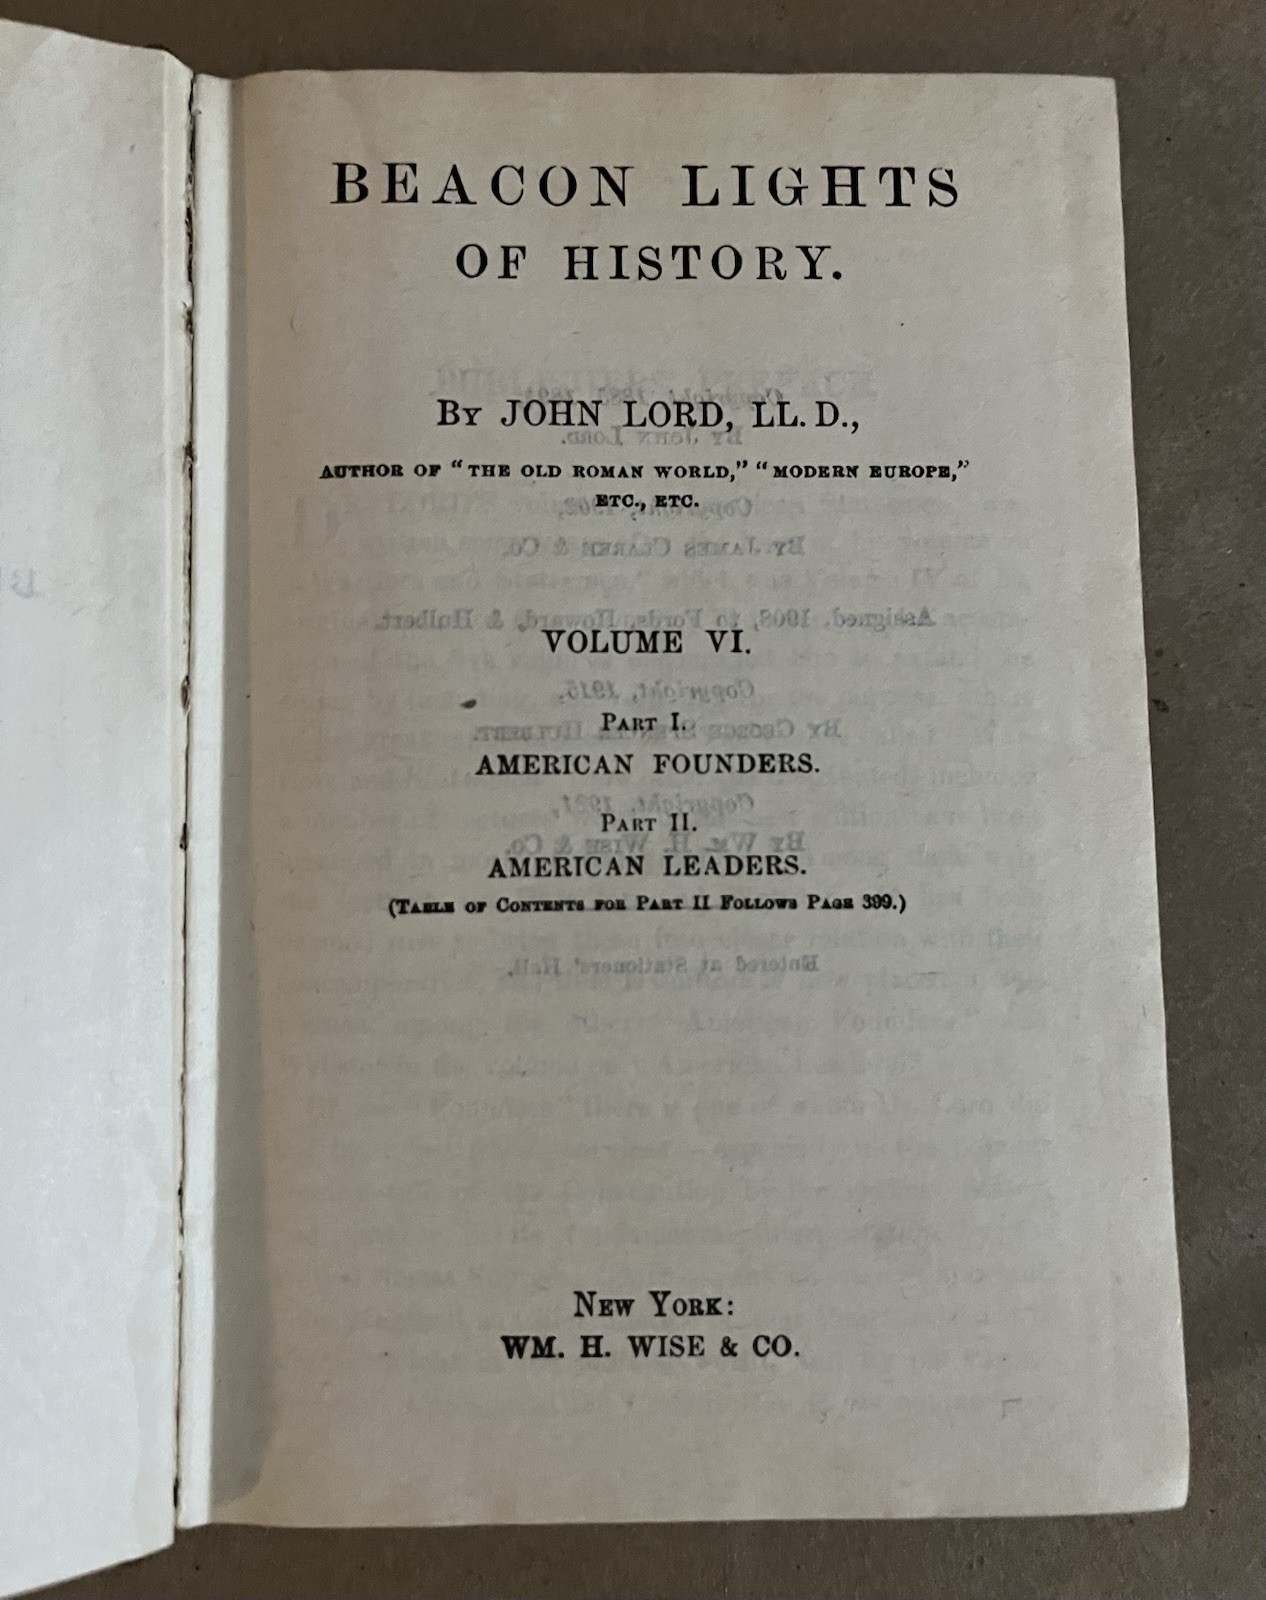 BEACON LIGHTS
OF HISTORY.
BY JOHN LORD, LL. D.,
AUTHOR OF “THE OLD ROMAN WORLD,” “MODERN EUROPE,”
ETC., ETC.
VOLUME VI.
PART I.
AMERICAN FOUNDERS.
PART II.
AMERICAN LEADERS.
(TABLE OF CONTENTS FOR PART II FOLLOWS PAGE 399.)
NEW YORK:
WM. H. WISE & CO.